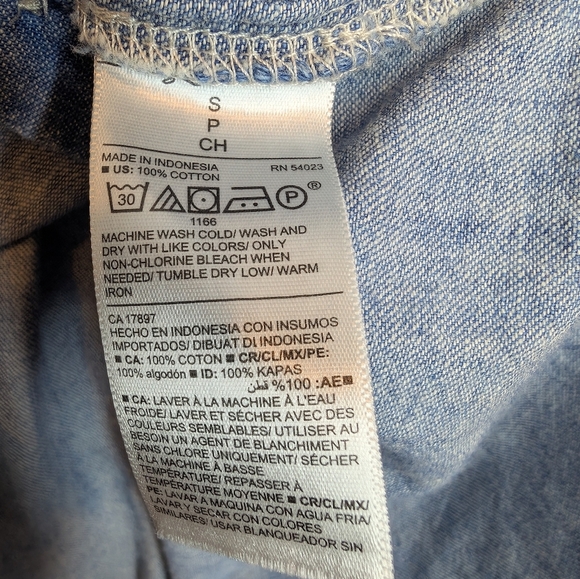 S
P
CH
MADE IN INDONESIA RN 54023
■ US: 100% COTTON
30 P ®
1166
MACHINE WASH COLD/ WASH AND
DRY WITH LIKE COLORS/ ONLY
NON-CHLORINE BLEACH WHEN
NEEDED/ TUMBLE DRY LOW/ WARM
IRON
CA 17897
HECHO EN INDONESIA CON INSUMOS
IMPORTADOS/ DIBUAT DI INDONESIA
■ CA: 100% COTON ■ CR/CL/MX/PE:
100% algodón ■ ID: 100% KAPAS
■AE: 100% قطن
■ CA: LAVER À LA MACHINE À L'EAU
FROIDE/ LAVER ET SÉCHER AVEC DES
COULEURS SEMBLABLES/ UTILISER AU
BESOIN UN AGENT DE BLANCHIMENT
SANS CHLORE UNIQUEMENT/ SÉCHER
À LA MACHINE À BASSE
TEMPÉRATURE/ REPASSER À
TEMPÉRATURE MOYENNE ■ CR/CL/MX/
PE: LAVAR A MAQUINA CON AGUA FRIA/
LAVAR Y SECAR CON COLORES
SIMILARES/ USAR BLANQUEADOR SIN